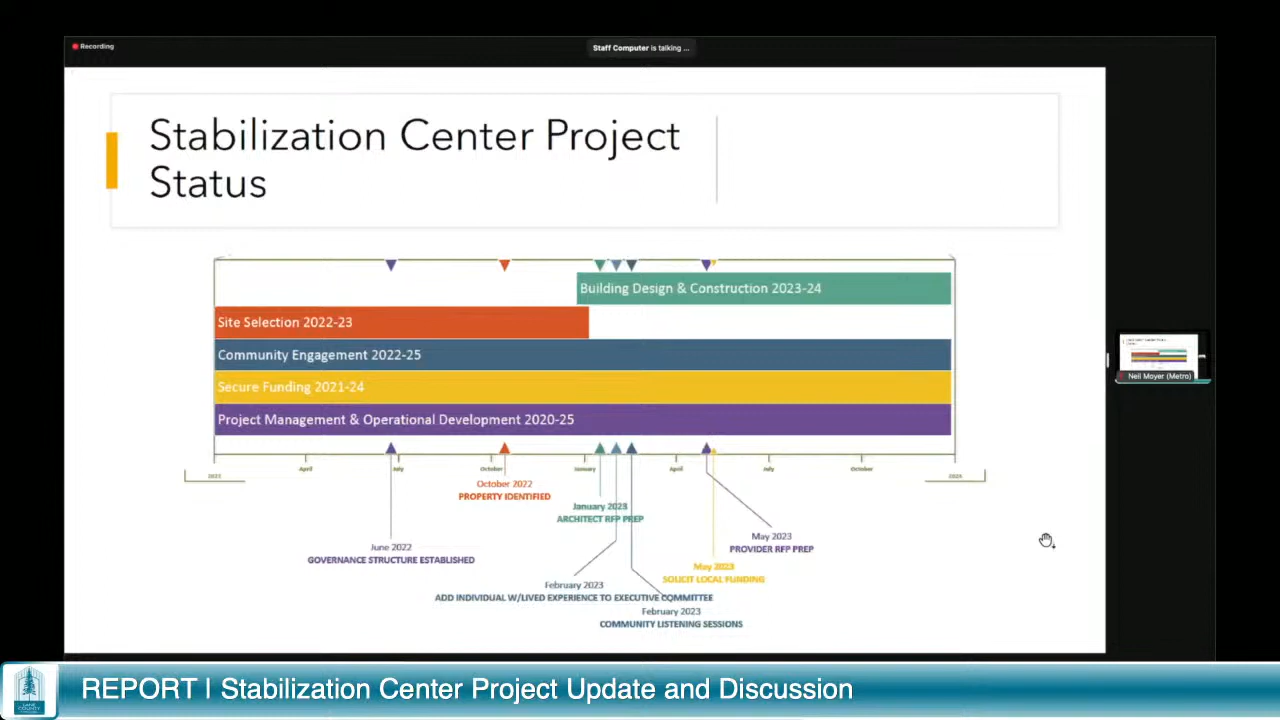 Recording
Staff Computer is talking ...
Stabilization Center Project
Status
Building Design & Construction 2023-24
Site Selection 2022-23
Community Engagement 2022-25
Secure Funding 2021-24
Project Management & Operational Development 2020-25
April
July
October
January
April
July
October
October 2022
PROPERTY IDENTIFIED
January 2023
ARCHITECT RFP PREP
May 2023
PROVIDER RFP PREP
June 2022
GOVERNANCE STRUCTURE ESTABLISHED
May 2023
SOLICIT LOCAL FUNDING
February 2023
ADD INDIVIDUAL W/LIVED EXPERIENCE TO EXECUTIVE COMMITTEE
February 2023
COMMUNITY LISTENING SESSIONS
Neil Moyer (Metro)
REPORT | Stabilization Center Project Update and Discussion
LANE
COUNTY